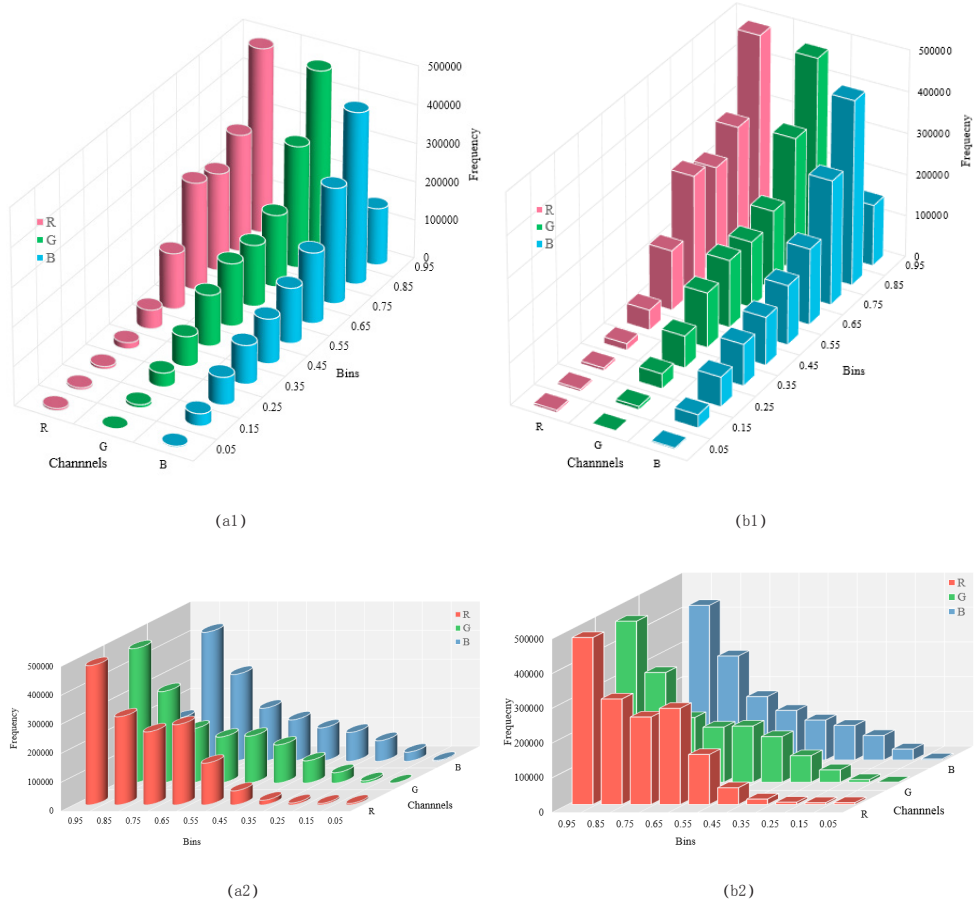 500000
400000
300000
200000
100000
0
Frequency
R
G
B
0.95
0.85
0.75
0.65
0.55
0.45
0.35
0.25
0.15
0.05
Bins
R
G
B
Channnels
(a1)
500000
400000
300000
200000
100000
0
Frequecny
R
G
B
0.95
0.85
0.75
0.65
0.55
0.45
0.35
0.25
0.15
0.05
Bins
R
G
B
Channnels
(b1)
R
G
B
500000
400000
300000
200000
100000
0
Frequency
B
G
R
Channnels
0.95 0.85 0.75 0.65 0.55 0.45 0.35 0.25 0.15 0.05
Bins
(a2)
R
G
B
500000
400000
300000
200000
100000
0
Frequecny
B
G
R
Channnels
0.95 0.85 0.75 0.65 0.55 0.45 0.35 0.25 0.15 0.05
Bins
(b2)